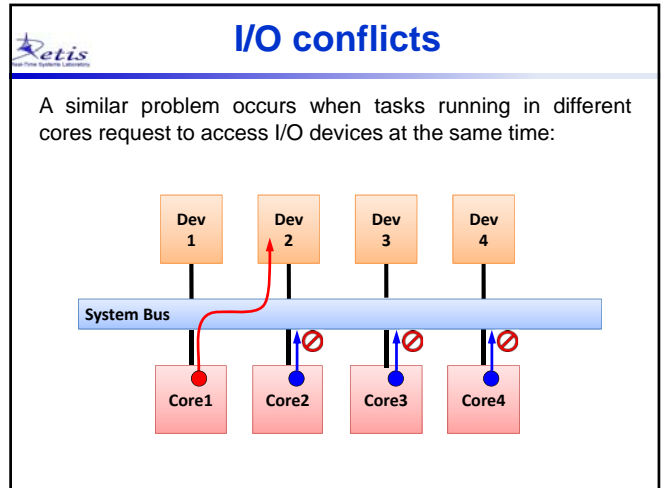 I/O conflicts
Retis
Real-Time Systems Laboratory
A similar problem occurs when tasks running in different
cores request to access I/O devices at the same time:
Dev Dev Dev Dev
1 2 3 4
System Bus
Core1 Core2 Core3 Core4